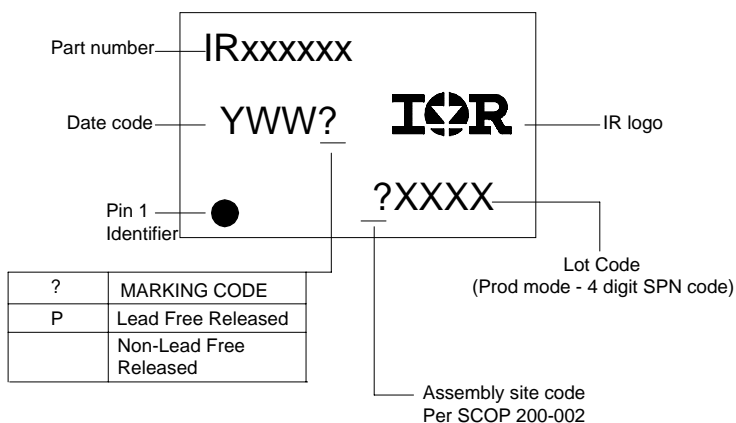 Part number
IRxxxxxx
Date code
YWW?
IOR
IR logo
?XXXX
Pin 1
Identifier
Lot Code
(Prod mode - 4 digit SPN code)
? MARKING CODE
P Lead Free Released
Non-Lead Free
Released
Assembly site code
Per SCOP 200-002